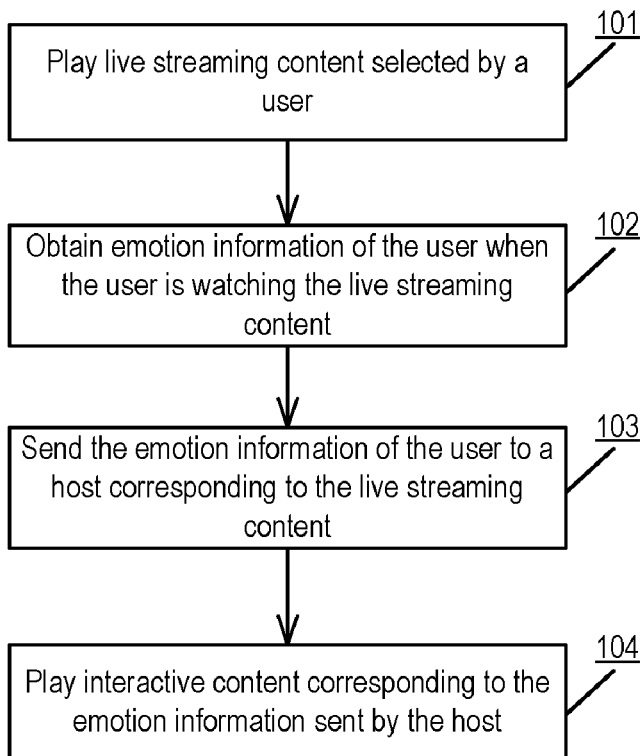 101
Play live streaming content selected by a
user
102
Obtain emotion information of the user when
the user is watching the live streaming
content
103
Send the emotion information of the user to a
host corresponding to the live streaming
content
104
Play interactive content corresponding to the
emotion information sent by the host